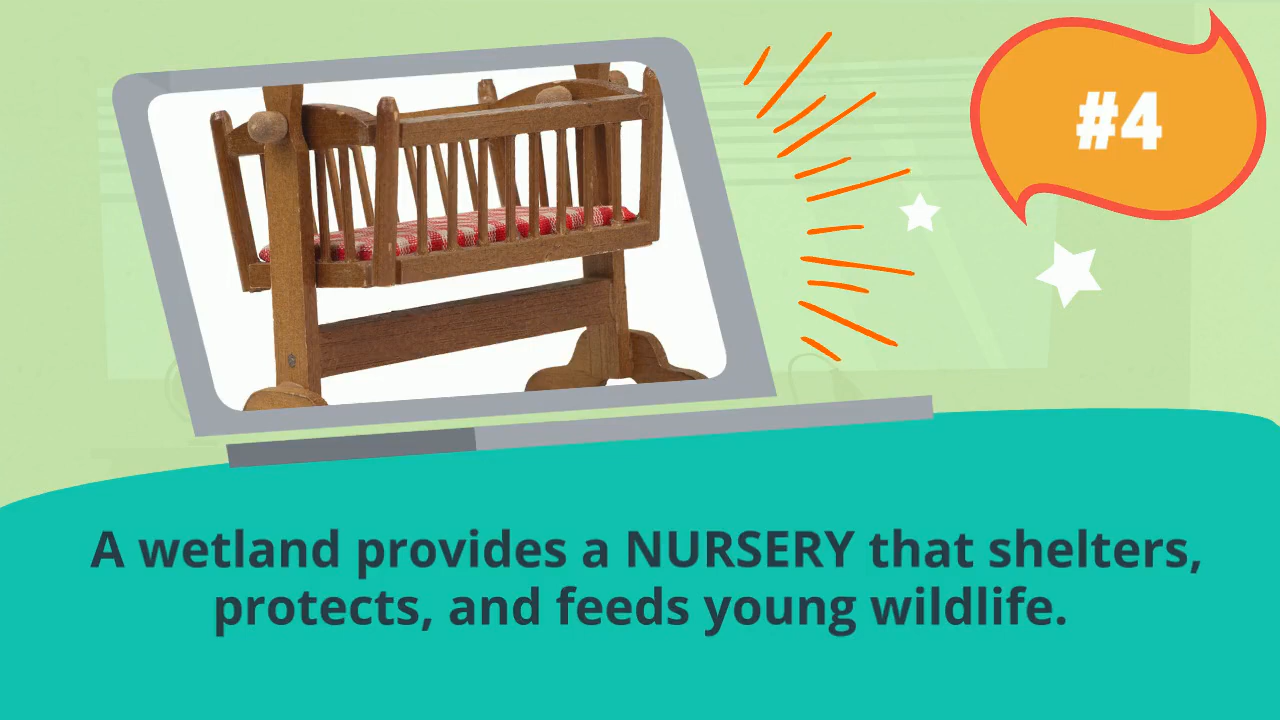 #4
A wetland provides a NURSERY that shelters,
protects, and feeds young wildlife.